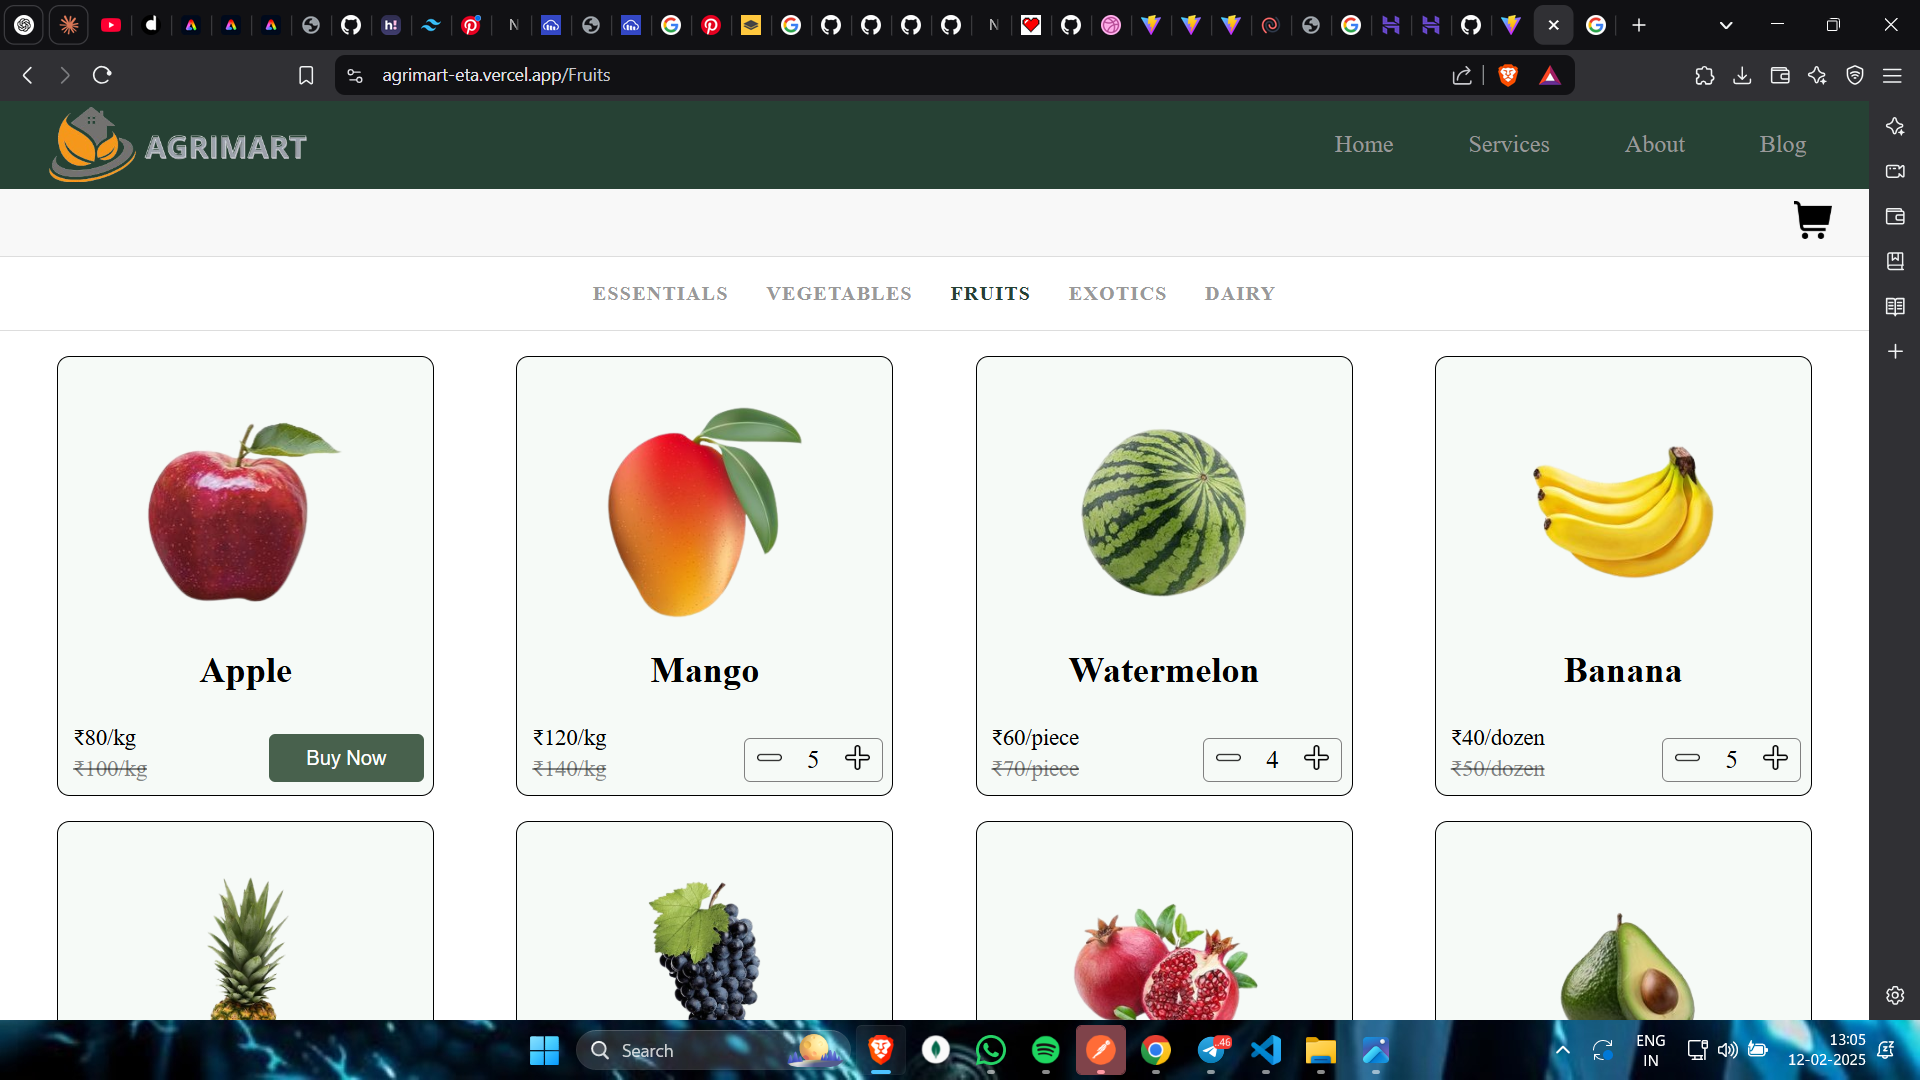 agrimart-eta.vercel.app/Fruits
AGRIMART
Home Services About Blog
ESSENTIALS VEGETABLES FRUITS EXOTICS DAIRY
Apple
₹80/kg
₹100/kg
Buy Now
Mango
₹120/kg
₹140/kg
5
Watermelon
₹60/piece
₹70/piece
4
Banana
₹40/dozen
₹50/dozen
5
Search
46
ENG
IN
13:05
12-02-2025